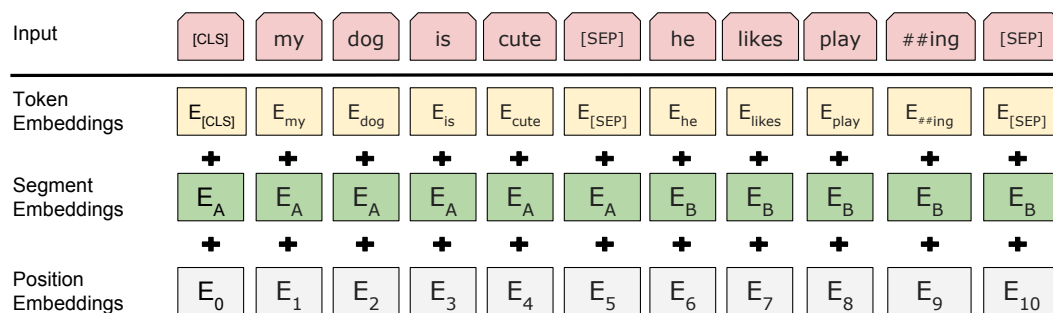 Input [CLS] my dog is cute [SEP] he likes play ##ing [SEP]
Token Embeddings E[CLS] Emy Edog Eis Ecute E[SEP] Ehe Elikes Eplay E##ing E[SEP]
+ + + + + + + + + + +
Segment Embeddings EA EA EA EA EA EA EB EB EB EB EB
+ + + + + + + + + + +
Position Embeddings E0 E1 E2 E3 E4 E5 E6 E7 E8 E9 E10